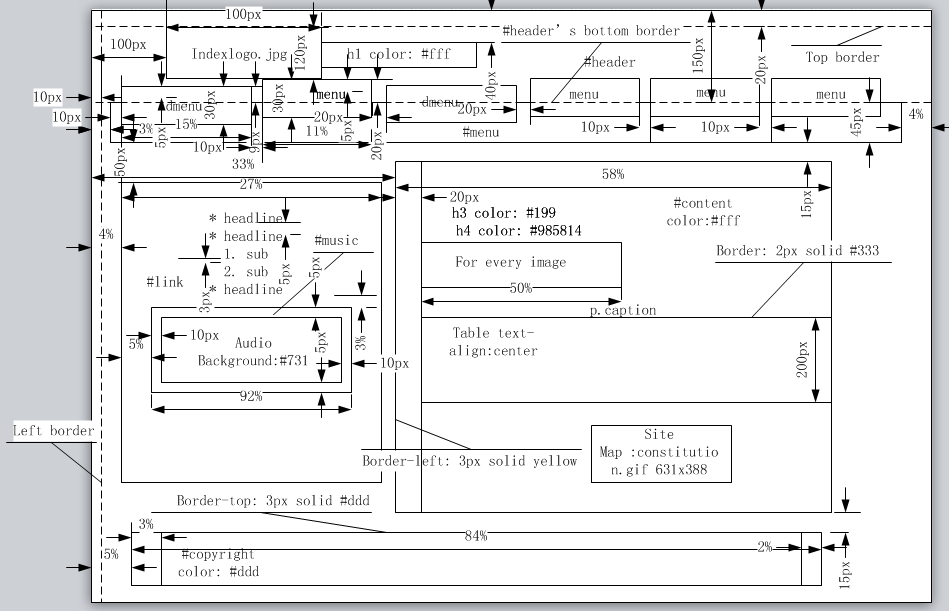 100px
#header's bottom border
100px
Indexlogo.jpg
120px
h1 color: #fff
#header
150px
20px
Top border
40px
10px
10px
3%
dmenu
15%
5px
30px
10px
9px
30px
menu
20px
11%
5px
20px
dmenu
20px
#menu
menu
10px
menu
10px
menu
45px
4%
50px
33%
27%
58%
15px
20px
h3 color: #199
h4 color: #985814
#content
color:#fff
4%
* headline
* headline
1. sub
2. sub
* headline
#music
#link
3px
5px
5px
For every image
50%
p.caption
Border: 2px solid #333
5%
10px
Audio
Background:#731
5px
3%
10px
92%
Table text-
align:center
200px
Left border
Border-left: 3px solid yellow
Site
Map :constitutio
n.gif 631x388
Border-top: 3px solid #ddd
3%
5%
84%
2%
#copyright
color: #ddd
15px